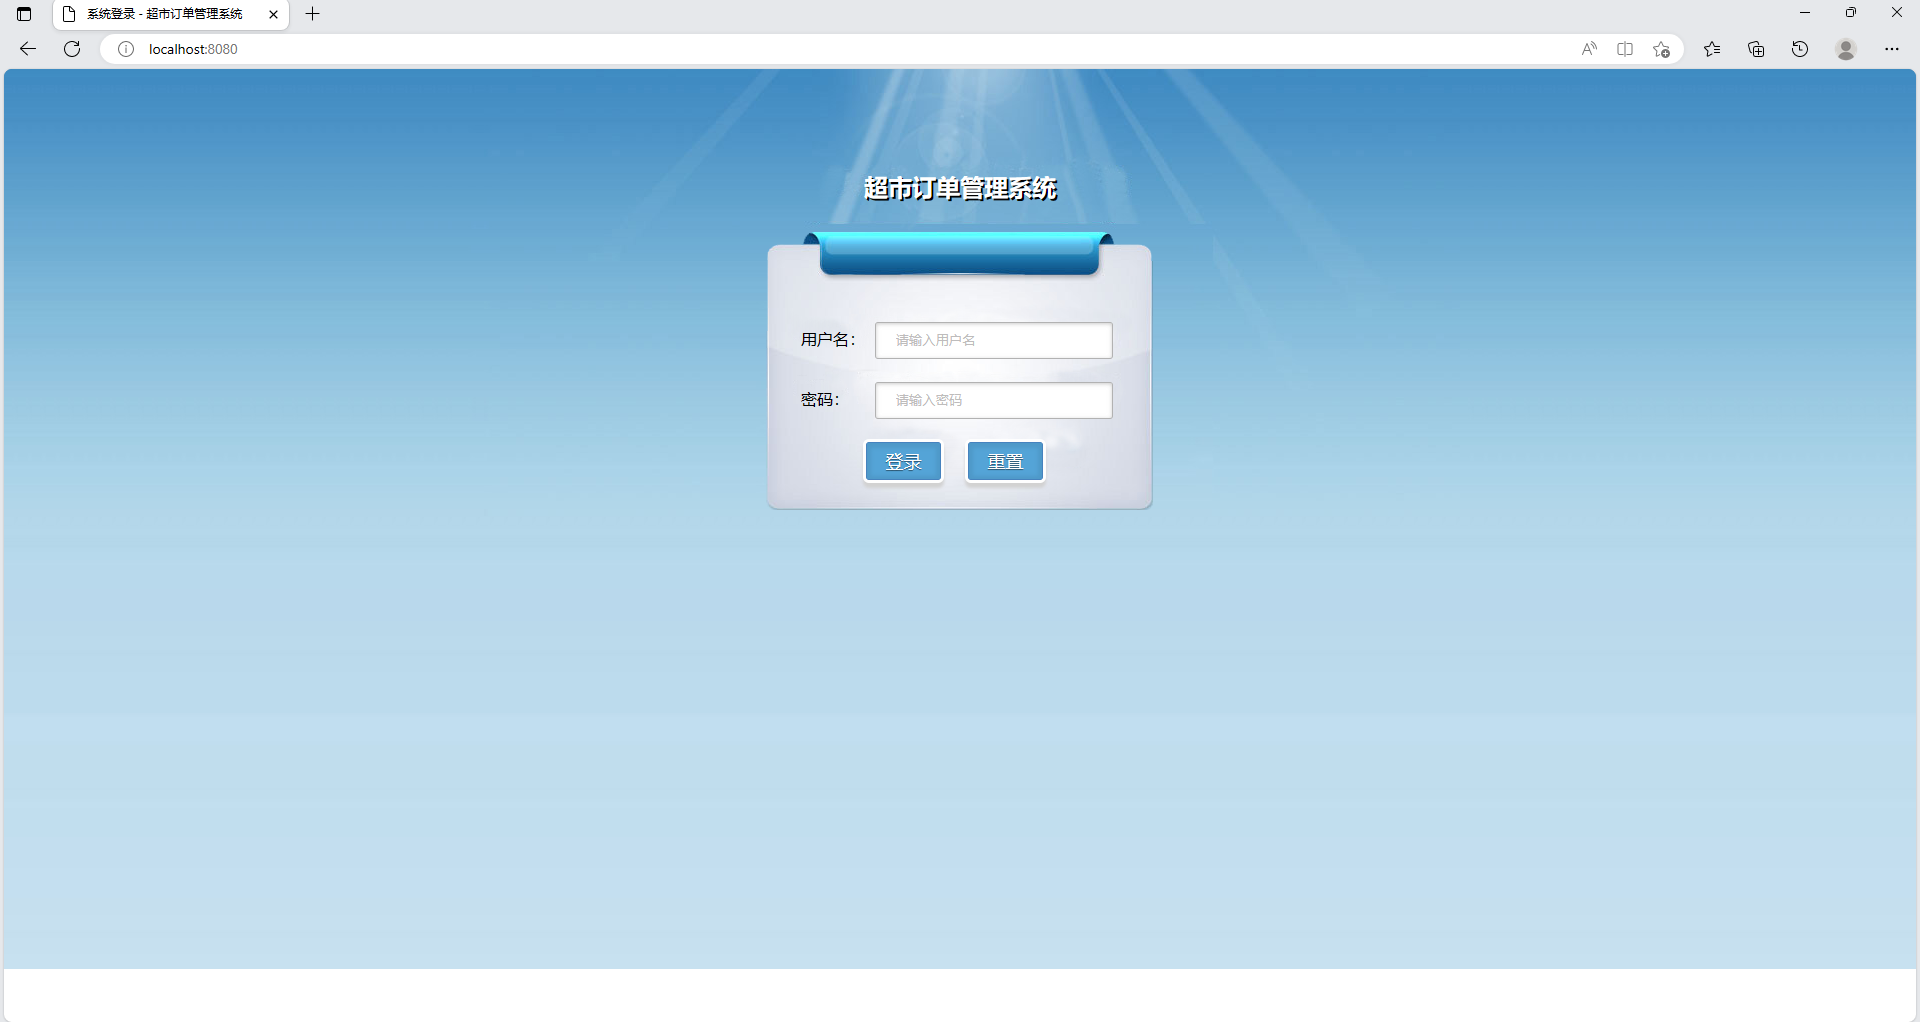 系统登录 - 超市订单管理系统
localhost:8080
超市订单管理系统
用户名： 请输入用户名
密码： 请输入密码
登录 重置